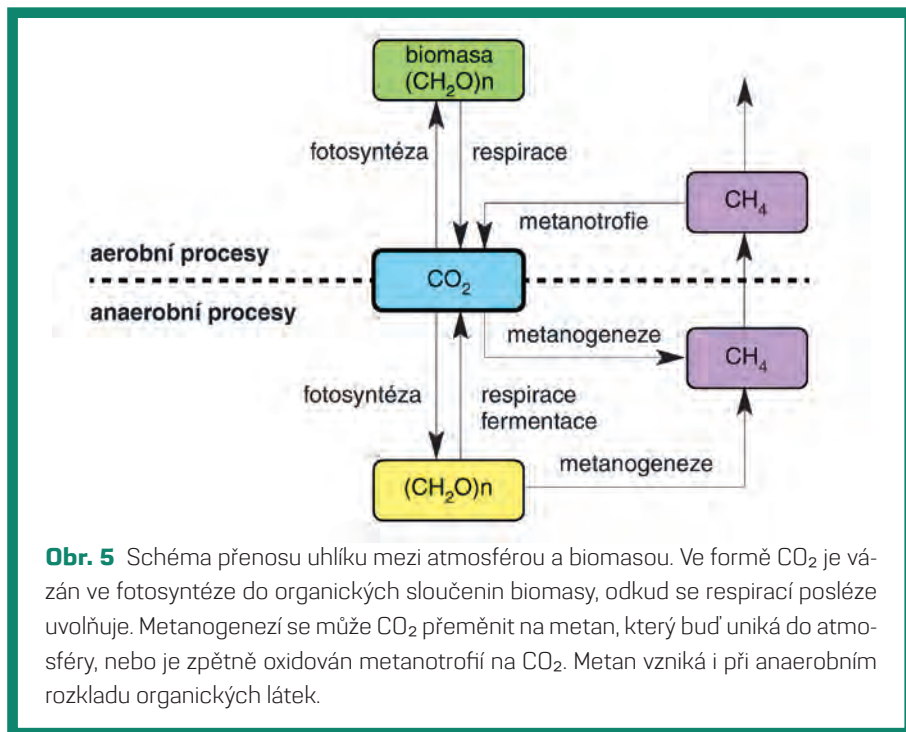 biomasa
(CH₂O)n
fotosyntéza
respirace
CH₄
metanotrofie
aerobní procesy
CO₂
anaerobní procesy
metanogeneze
CH₄
fotosyntéza
respirace
fermentace
metanogeneze
(CH₂O)n
Obr. 5 Schéma přenosu uhlíku mezi atmosférou a biomasou. Ve formě CO₂ je vá-
zán ve fotosyntéze do organických sloučenin biomasy, odkud se respirací posléze
uvolňuje. Metanogenezí se může CO₂ přeměnit na metan, který buď uniká do atmo-
sféry, nebo je zpětně oxidován metanotrofií na CO₂. Metan vzniká i při anaerobním
rozkladu organických látek.